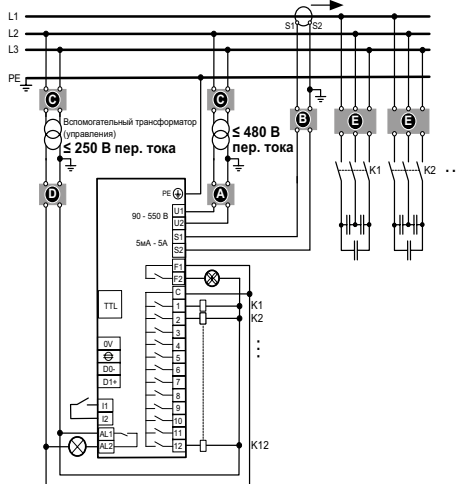 L1
L2
L3
PE
S1 S2
C
C
B
E
E
Вспомогательный трансформатор
(управления)
≤ 250 В пер. тока
≤ 480 В
пер. тока
D
A
K1
K2
PE
90 - 550 В
U1
U2
5мА - 5А
S1
S2
F1
F2
C
TTL
1
K1
2
K2
3
0V
4
5
D0-
6
D1+
7
8
I1
9
I2
10
AL1
11
AL2
12
K12